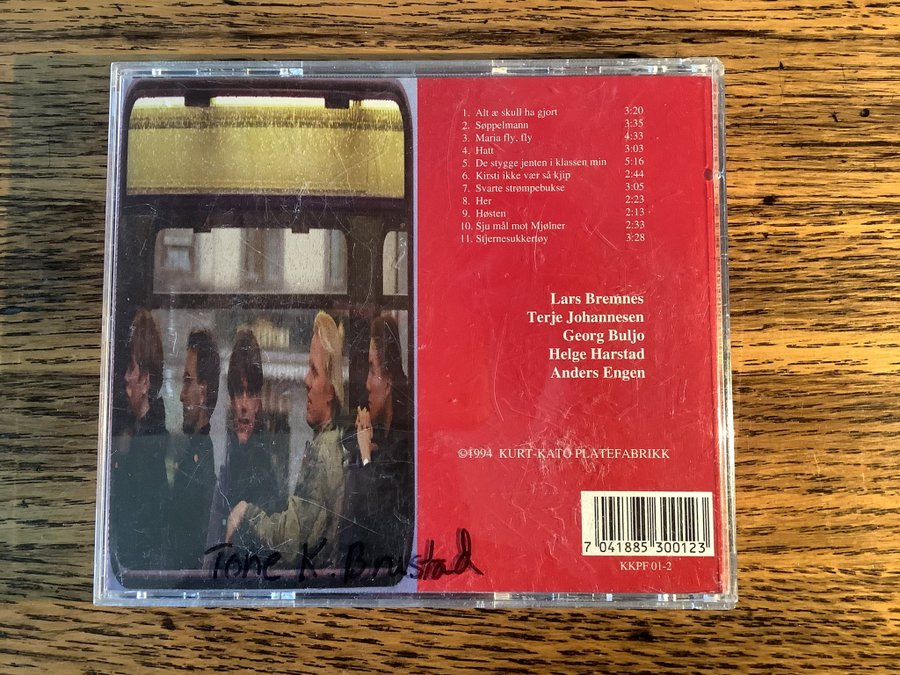 1. Alt æ skull ha gjort 3:20
2. Søppelmann 3:35
3. Maria fly, fly 4:33
4. Hatt 3:03
5. De stygge jenten i klassen min 5:16
6. Kirsti ikke vær så kjip 2:44
7. Svarte strømpebukse 3:05
8. Her 2:23
9. Høsten 2:13
10. Sju mål mot Mjølner 2:33
11. Stjernesukkertøy 3:28
Lars Bremnes
Terje Johannesen
Georg Buljo
Helge Harstad
Anders Engen
©1994 KURT-KATO PLATEFABRIKK
7 041885 300123
KKPF 01-2
Tone K. Brustad